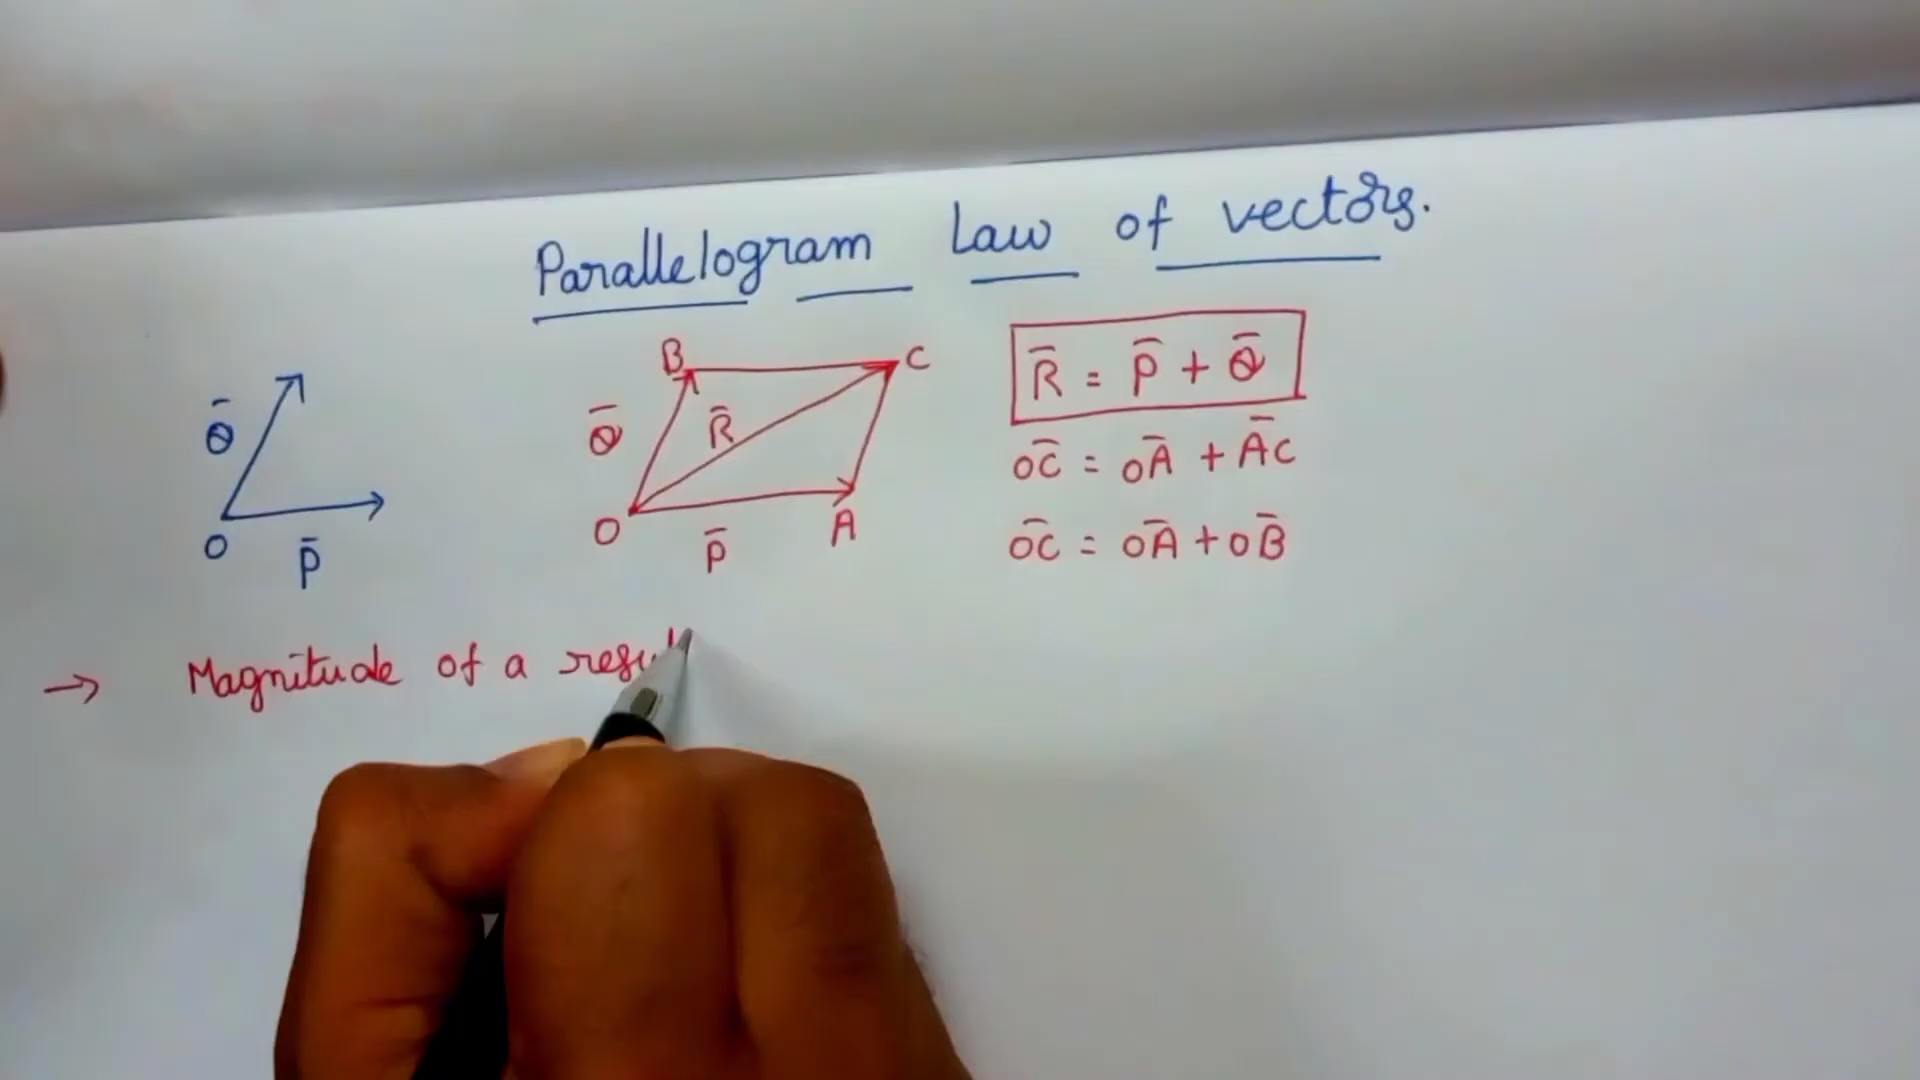 Parallelogram Law of vectors.
R̄ = P̄ + Q̄
B C
Q̄
Q̄ R̄
OC̄ = OĀ + ĀC
O P̄
O P̄ A
OC̄ = OĀ + OB̄
→ Magnitude of a